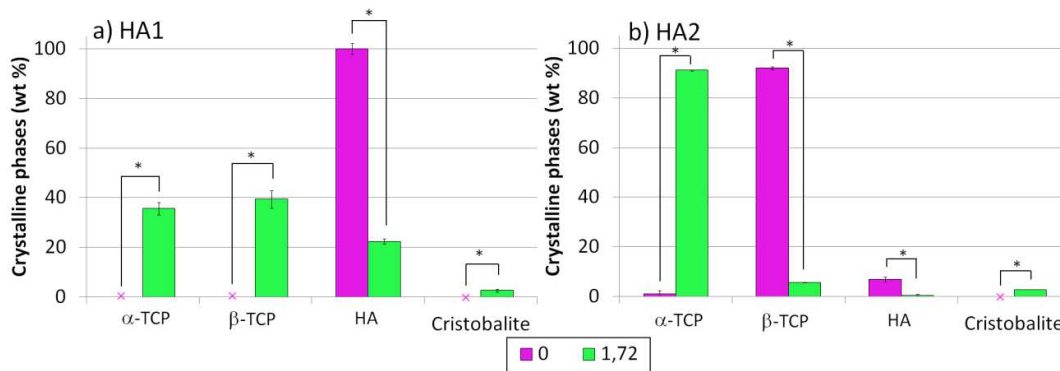 a) HA1
Crystalline phases (wt %)
100
80
60
40
20
0
*
*
*
*
α-TCP
β-TCP
HA
Cristobalite
b) HA2
Crystalline phases (wt %)
100
80
60
40
20
0
*
*
*
*
α-TCP
β-TCP
HA
Cristobalite
0
1,72